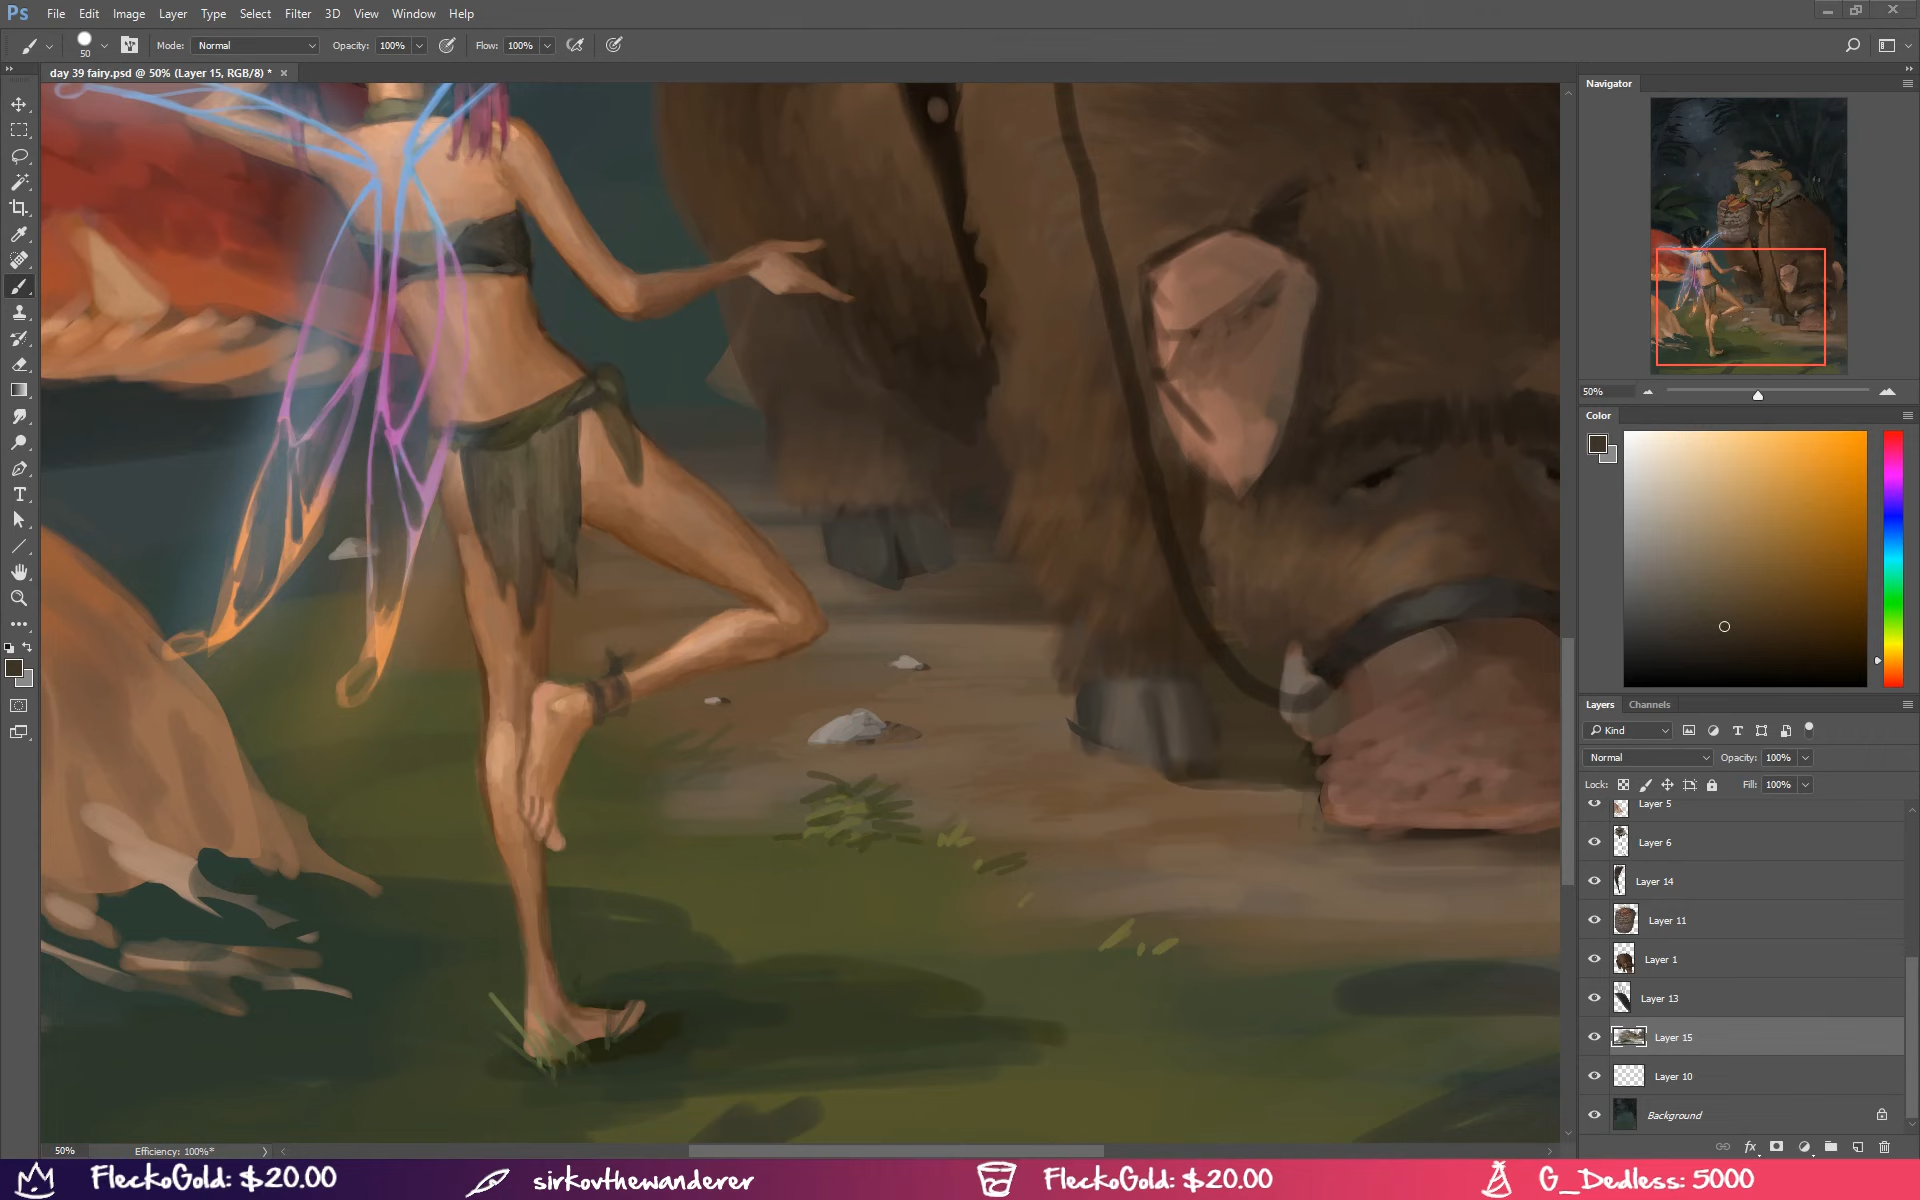 Ps File Edit Image Layer Type Select Filter 3D View Window Help
50 Mode: Normal Opacity: 100% Flow: 100%
day 39 fairy.psd @ 50% (Layer 15, RGB/8) *
Navigator
50%
Color
Layers Channels
Kind
Normal Opacity: 100%
Lock: Fill: 100%
Layer 5
Layer 6
Layer 14
Layer 11
Layer 1
Layer 13
Layer 15
Layer 10
Background
50% Efficiency: 100%*
FleckoGold: $20.00 sirkovthewanderer FleckoGold: $20.00 G_Dedless: 5000